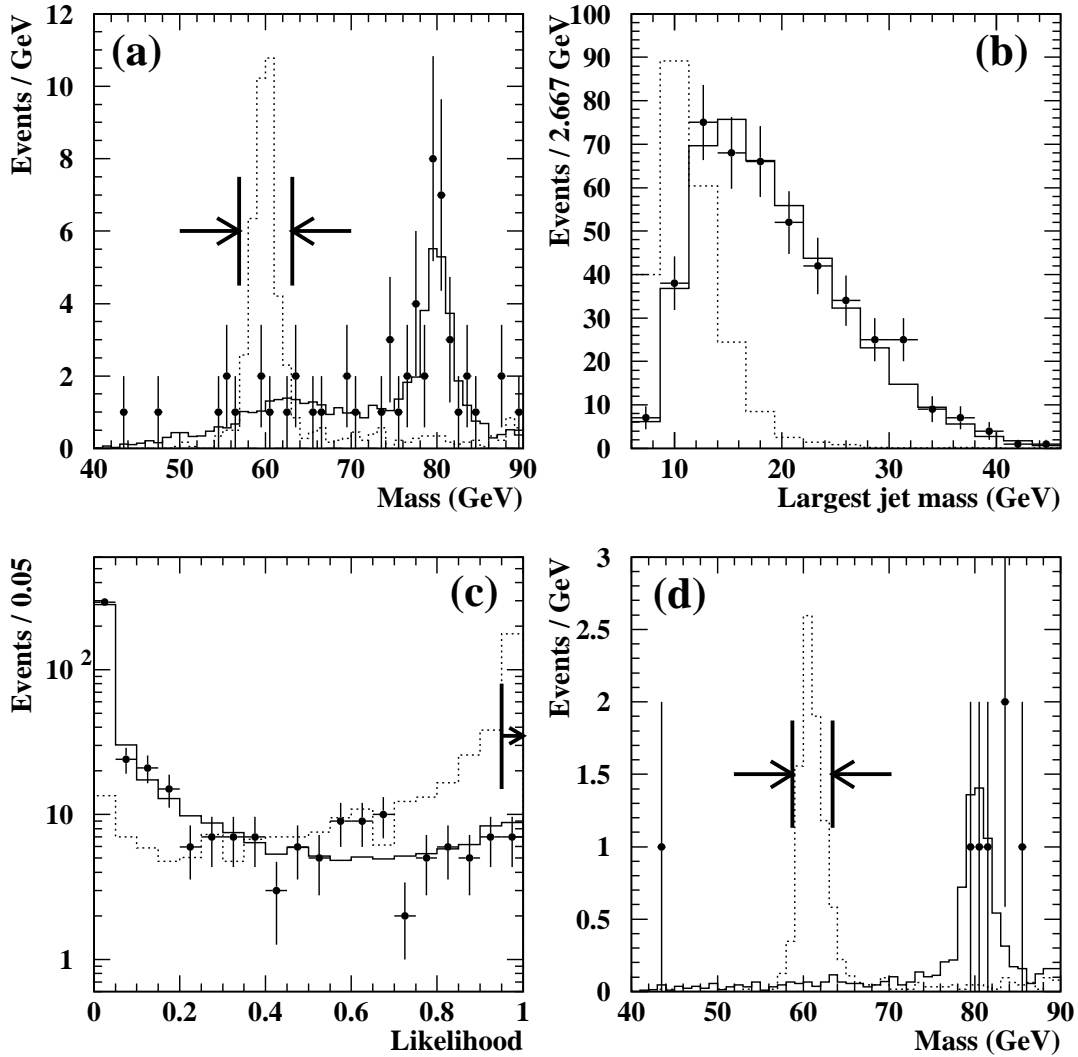 (a)
Events / GeV
12
10
8
6
4
2
0
40 50 60 70 80 90
Mass (GeV)
(b)
Events / 2.667 GeV
100
90
80
70
60
50
40
30
20
10
0
10 20 30 40
Largest jet mass (GeV)
(c)
Events / 0.05
10 2
10
1
0 0.2 0.4 0.6 0.8 1
Likelihood
(d)
Events / GeV
3
2.5
2
1.5
1
0.5
0
40 50 60 70 80 90
Mass (GeV)